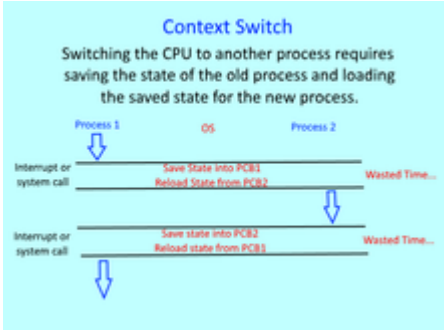 Context Switch
Switching the CPU to another process requires
saving the state of the old process and loading
the saved state for the new process.
Process 1 OS Process 2
Interrupt or
system call
Save State into PCB1
Reload State from PCB2
Wasted Time...
Interrupt or
system call
Save state into PCB2
Reload state from PCB1
Wasted Time...